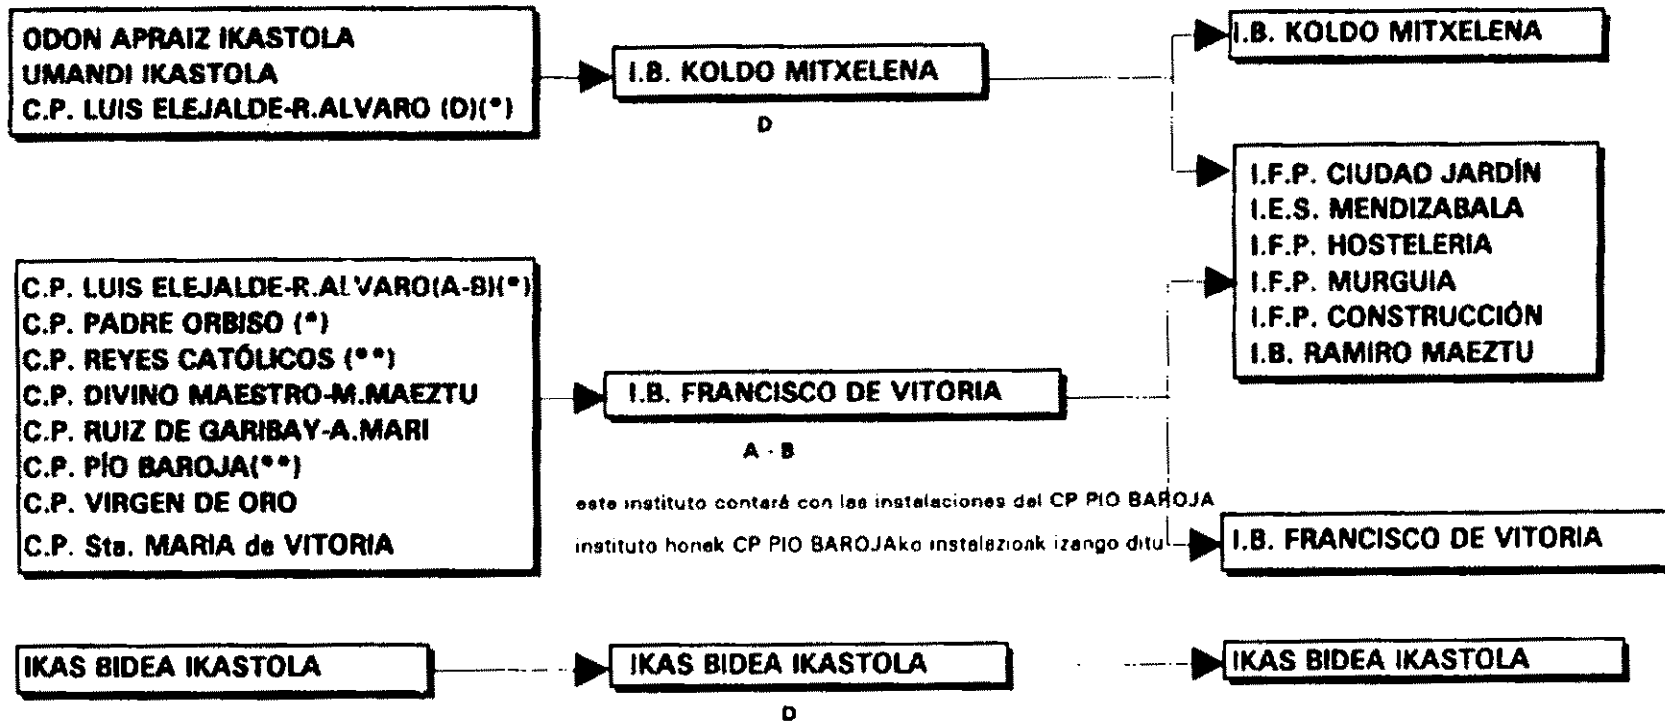 ODON APRAIZ IKASTOLA
UMANDI IKASTOLA
C.P. LUIS ELEJALDE-R.ALVARO (D)(*)
I.B. KOLDO MITXELENA
D
I.B. KOLDO MITXELENA
I.F.P. CIUDAD JARDÍN
I.E.S. MENDIZABALA
I.F.P. HOSTELERIA
I.F.P. MURGUIA
I.F.P. CONSTRUCCIÓN
I.B. RAMIRO MAEZTU
C.P. LUIS ELEJALDE-R.ALVARO(A-B)(*)
C.P. PADRE ORBISO (*)
C.P. REYES CATÓLICOS (**)
C.P. DIVINO MAESTRO-M.MAEZTU
C.P. RUIZ DE GARIBAY-A.MARI
C.P. PÍO BAROJA(**)
C.P. VIRGEN DE ORO
C.P. Sta. MARIA de VITORIA
I.B. FRANCISCO DE VITORIA
A - B
este instituto contará con las instalaciones del CP PIO BAROJA
instituto honek CP PIO BAROJAko instalazioak izango ditu
I.B. FRANCISCO DE VITORIA
IKAS BIDEA IKASTOLA
IKAS BIDEA IKASTOLA
D
IKAS BIDEA IKASTOLA